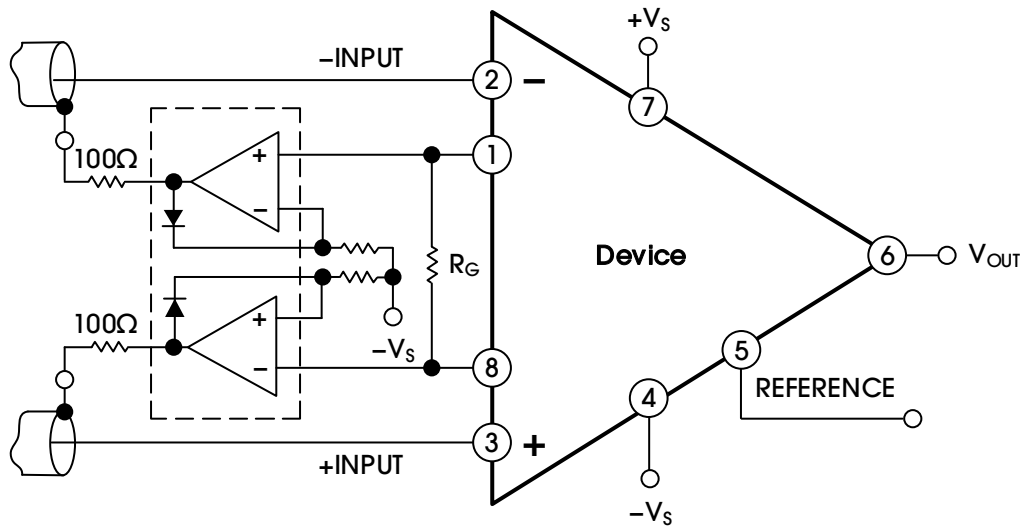 +V_S
−INPUT
2
−
7
1
100Ω
+
−
Device
R_G
6
V_OUT
100Ω
+
−
−V_S
5
8
REFERENCE
4
3
+
+INPUT
−V_S